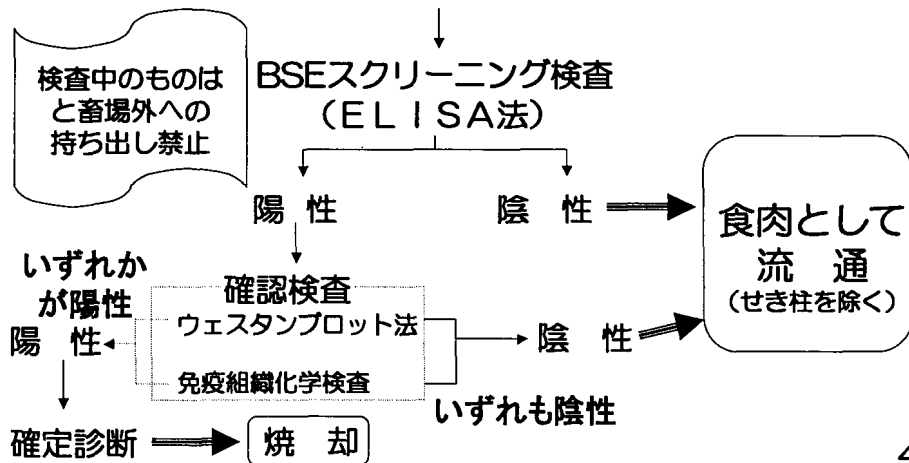 検査中のものは
と畜場外への
持ち出し禁止
BSEスクリーニング検査
（ＥＬＩＳＡ法）
陽 性
陰 性
食肉として
流 通
（せき柱を除く）
いずれか
が陽性
陽 性
確認検査
ウェスタンブロット法
免疫組織化学検査
陰 性
いずれも陰性
確定診断
焼 却